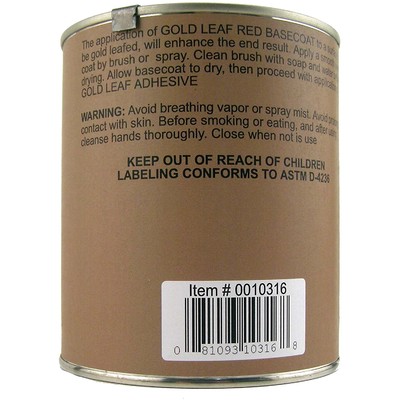 The application of GOLD LEAF RED BASECOAT to a
be gold leafed, will enhance the end result. Apply a smooth
coat by brush or spray. Clean brush with soap and water
drying. Allow basecoat to dry, then proceed with
GOLD LEAF ADHESIVE
WARNING: Avoid breathing vapor or spray mist. Avoid
contact with skin. Before smoking or eating, and after
cleanse hands thoroughly. Close when not is use
KEEP OUT OF REACH OF CHILDREN
LABELING CONFORMS TO ASTM D-4236
Item # 0010316
0 81093 10316 8